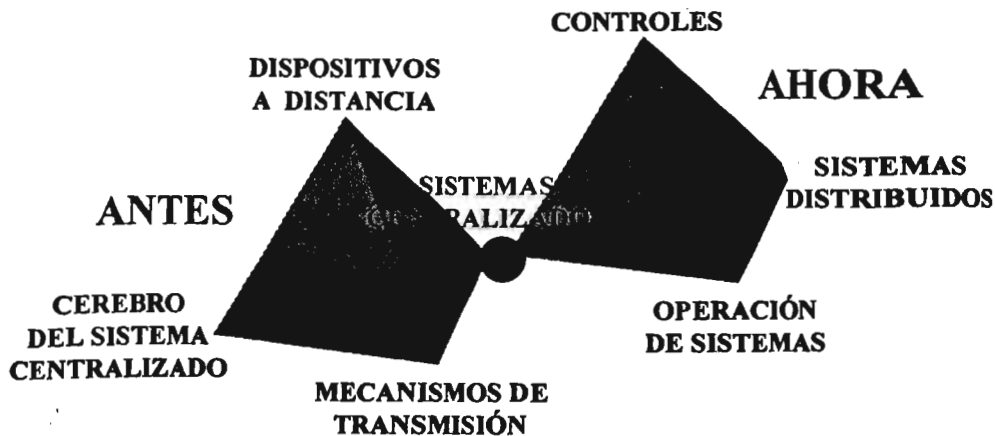 CONTROLES
DISPOSITIVOS
A DISTANCIA
AHORA
SISTEMAS
DISTRIBUIDOS
SISTEMAS
ANTES
OPERACIÓN
DE SISTEMAS
CEREBRO
DEL SISTEMA
CENTRALIZADO
MECANISMOS DE
TRANSMISIÓN